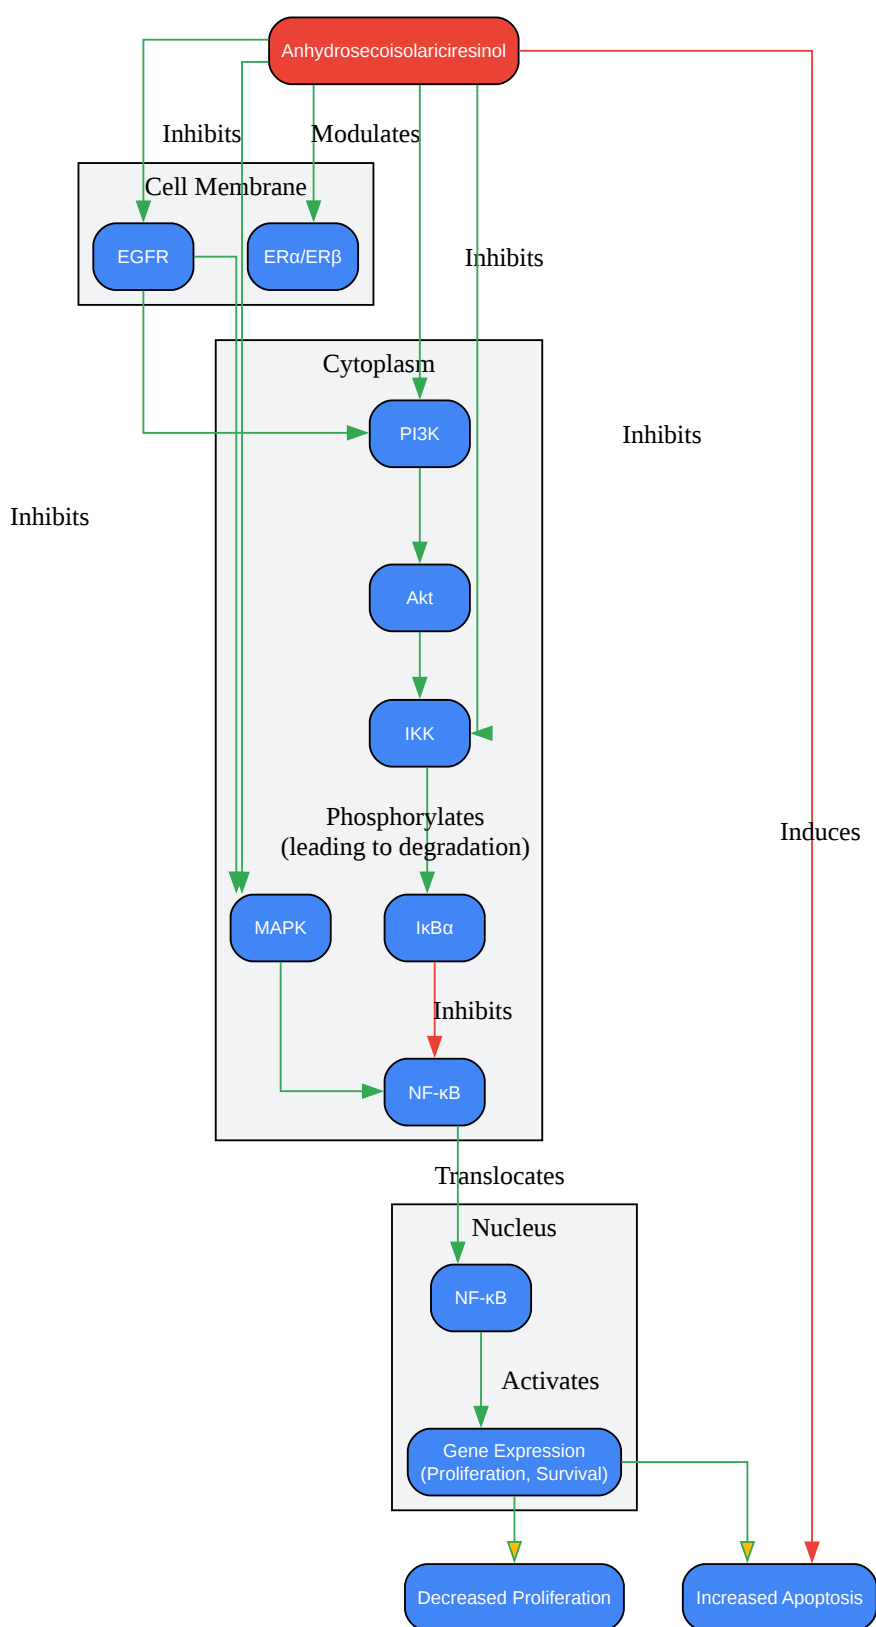 Anhydrosecoisolariciresinol
Inhibits
Modulates
Cell Membrane
EGFR
ERα/ERβ
Inhibits
Cytoplasm
PI3K
Inhibits
Inhibits
Akt
IKK
Phosphorylates
(leading to degradation)
Induces
MAPK
IκBα
Inhibits
NF-κB
Translocates
Nucleus
NF-κB
Activates
Gene Expression
(Proliferation, Survival)
Decreased Proliferation
Increased Apoptosis